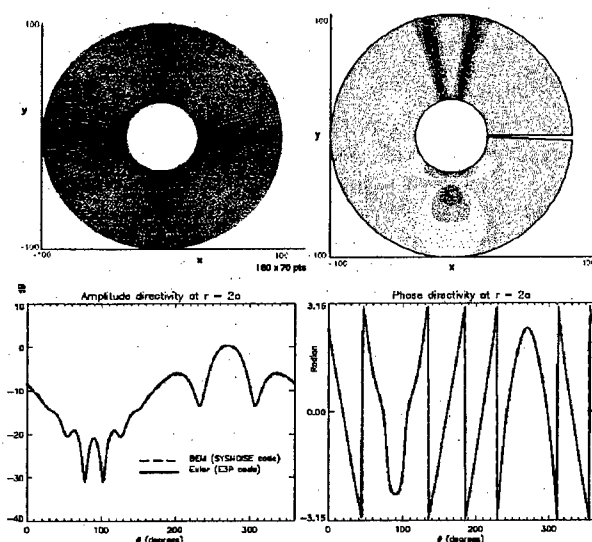 100
y
-100
-100
x
100
160 x 70 pts
100
y
-100
-100
x
100
Amplitude directivity at r = 2a
10
0
-10
-20
-30
-40
BEM (SYSNOISE code)
Euler (E3P code)
0
100
200
300
θ (degrees)
Phase directivity at r = 2a
3.15
Radian
0.00
-3.15
0
100
200
300
θ (degrees)